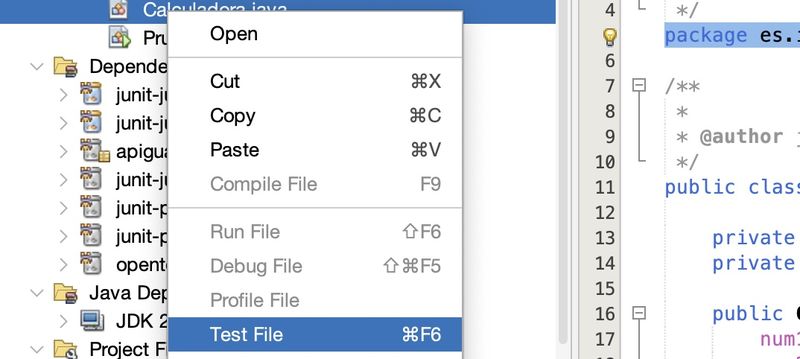 Calculadora.java
Open
Cut ⌘X
Copy ⌘C
Paste ⌘V
Compile File F9
Run File ⇧F6
Debug File ⇧⌘F5
Profile File
Test File ⌘F6
Pru
Depende
junit-ju
junit-ju
apigua
junit-ju
junit-p
junit-p
opent
Java Dep
JDK 2
Project F
4 */
package es.i
6
7 /**
8 *
9 * @author j
10 */
11 public class
12
13 private
14 private
15
16 public
17 num1